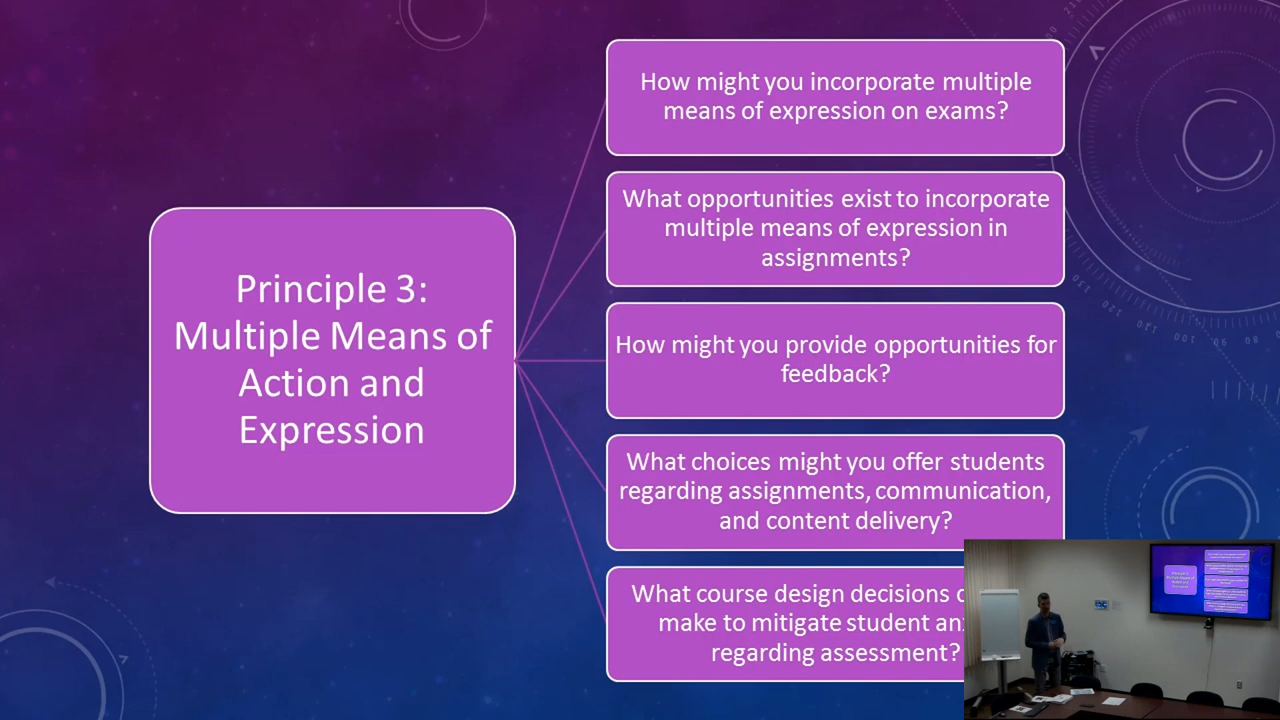 Principle 3:
Multiple Means of
Action and
Expression
How might you incorporate multiple
means of expression on exams?
What opportunities exist to incorporate
multiple means of expression in
assignments?
How might you provide opportunities for
feedback?
What choices might you offer students
regarding assignments, communication,
and content delivery?
What course design decisions
make to mitigate student
regarding assessment?